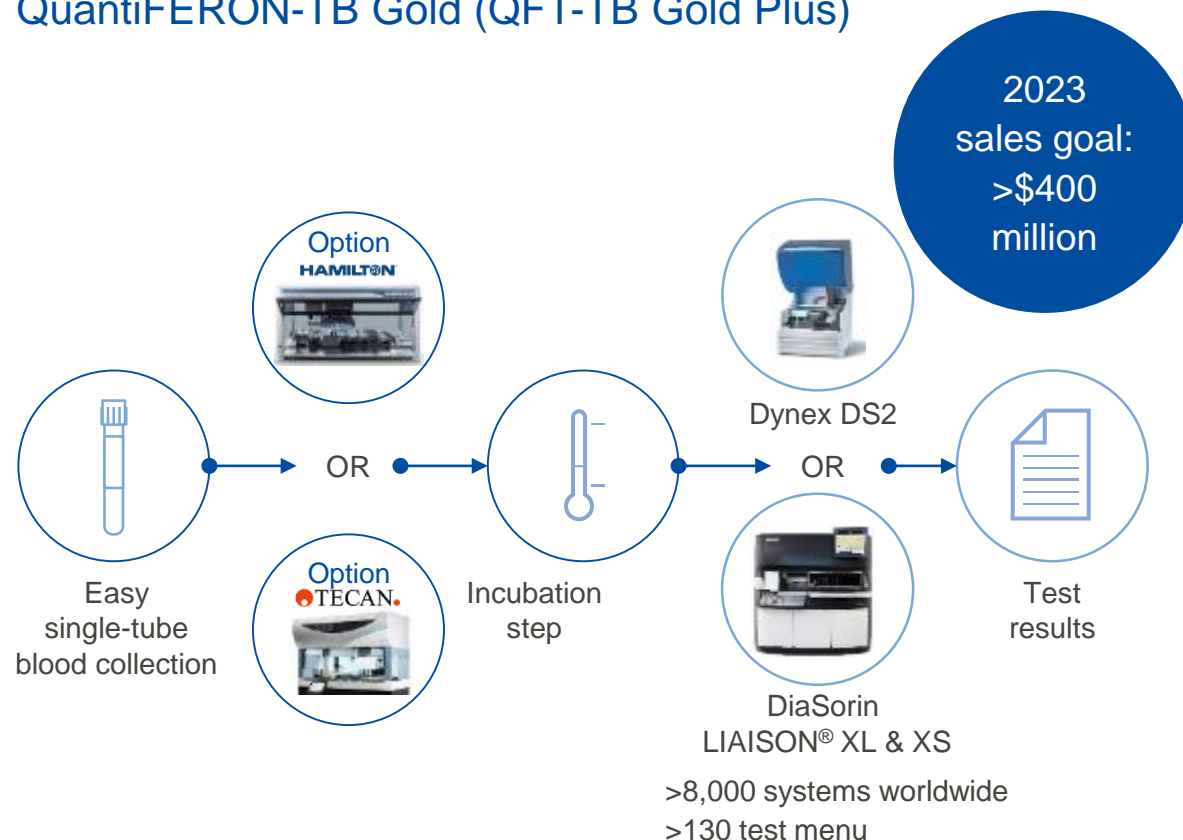 QuantiFERON-TB Gold (QFT-TB Gold Plus)
2023
sales goal:
>$400
million
Option
HAMILTON
Dynex DS2
OR
OR
Easy
single-tube
blood collection
Option
TECAN.
Incubation
step
Test
results
DiaSorin
LIAISON® XL & XS
>8,000 systems worldwide
>130 test menu